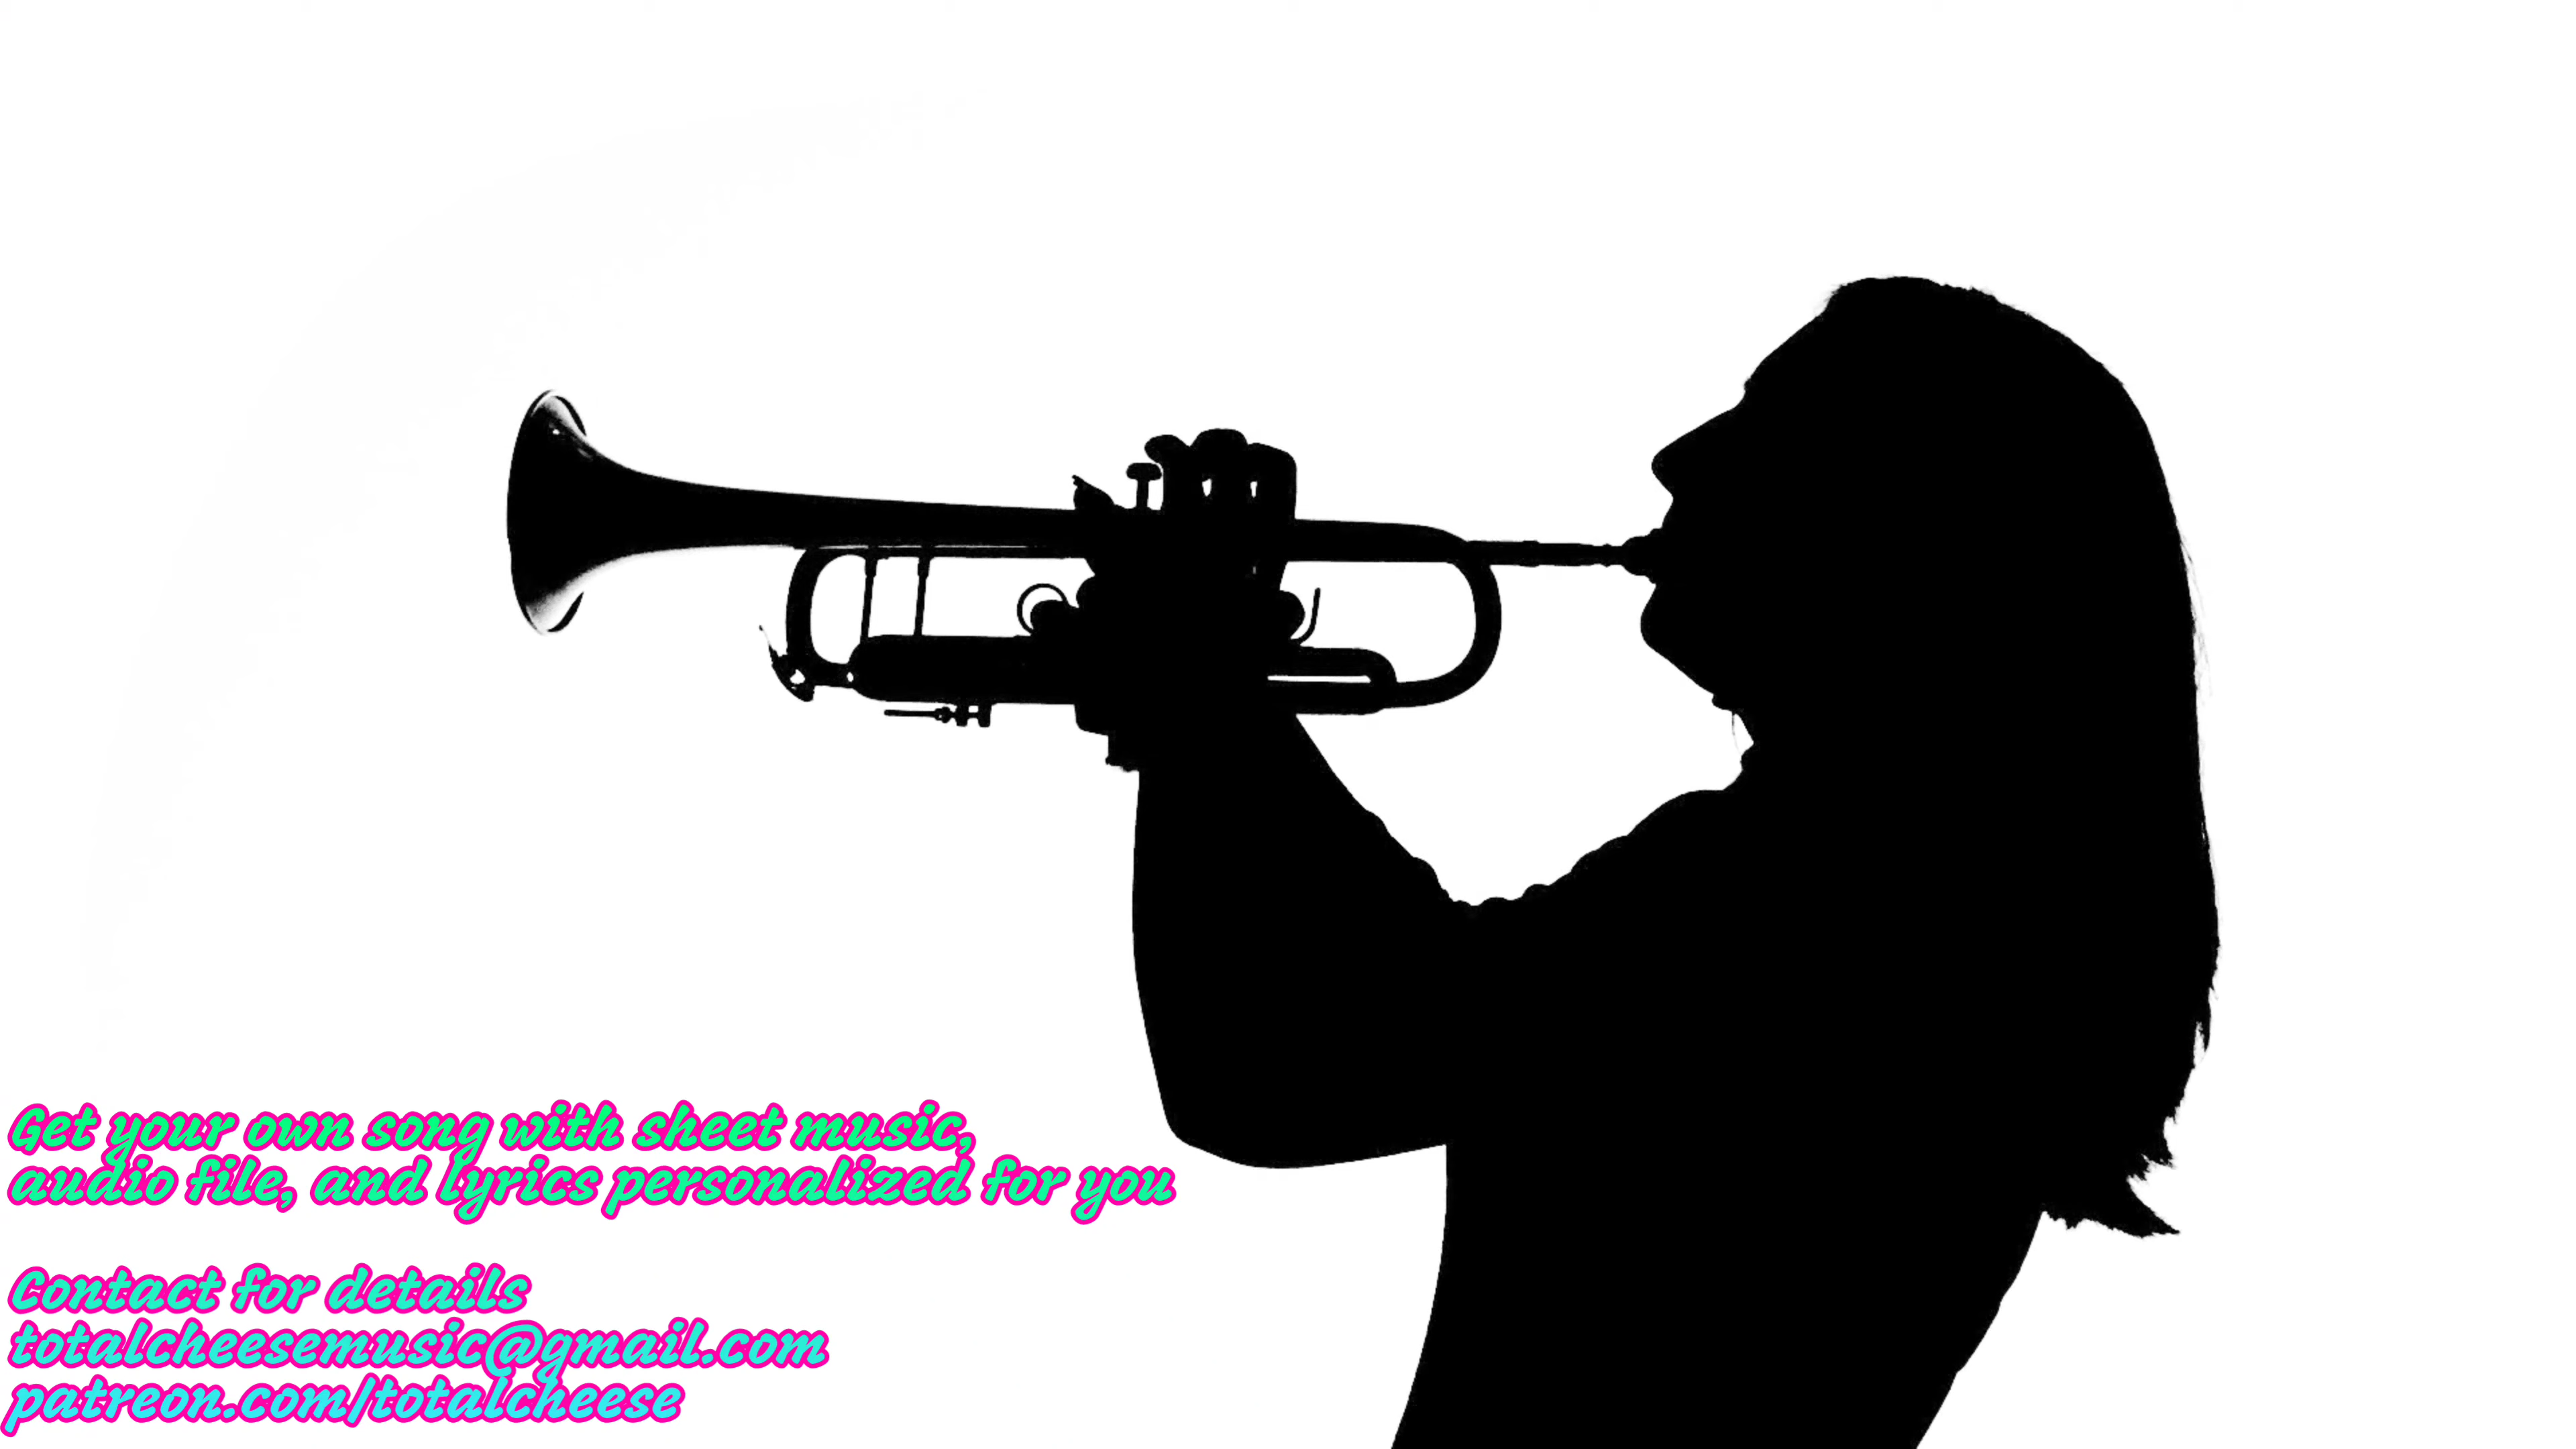 Get your own song with sheet music,
audio file, and lyrics personalized for you
Contact for details
totalcheesemusic@gmail.com
patreon.com/totalcheese